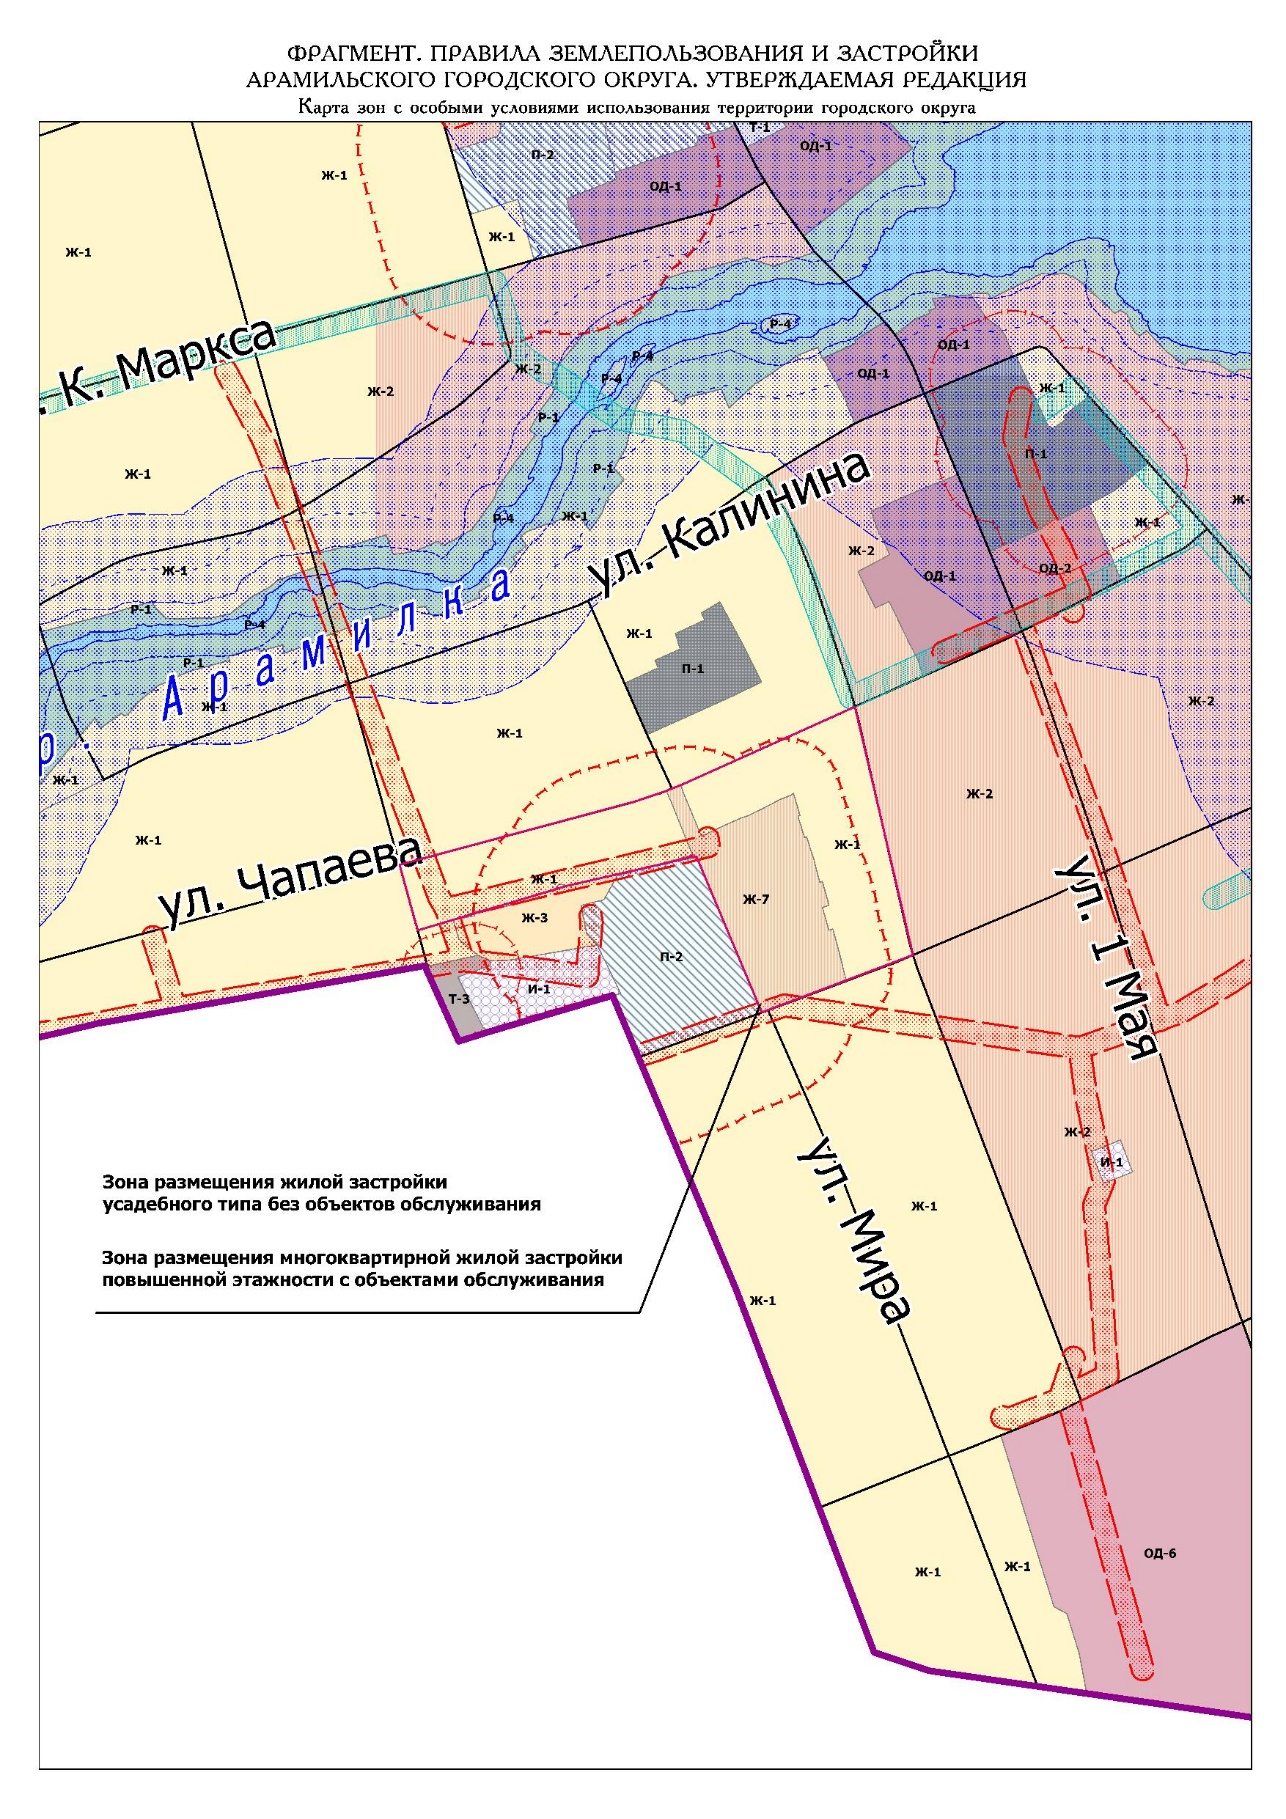 ФРАГМЕНТ. ПРАВИЛА ЗЕМЛЕПОЛЬЗОВАНИЯ И ЗАСТРОЙКИ
АРАМИЛЬСКОГО ГОРОДСКОГО ОКРУГА. УТВЕРЖДАЕМАЯ РЕДАКЦИЯ
Карта зон с особыми условиями использования территории городского округа
Т-1
ОД-1
П-2
Ж-1
ОД-1
Ж-1
Ж-1
Р-4
. К. Маркса
ОД-1
Р-4
Ж-2
ОД-1
Р-4
Ж-2
Ж-1
Р-1
П-1
Ж-1
Р-1
ул. Калинина
Ж-
Р-4
Ж-1
Ж-1
Ж-2
Ж-1
ОД-1
ОД-2
Р-1
Р-4
Ж-1
Р-1
П-1
р. Арамилка
Ж-1
Ж-2
Ж-1
Ж-1
Ж-2
Ж-1
Ж-1
ул. Чапаева
Ж-1
Ж-7
Ж-3
ул. 1 Мая
П-2
И-1
Т-3
Ж-2
И-1
Зона размещения жилой застройки
усадебного типа без объектов обслуживания
ул. Мира
Ж-1
Зона размещения многоквартирной жилой застройки
повышенной этажности с объектами обслуживания
Ж-1
ОД-6
Ж-1
Ж-1